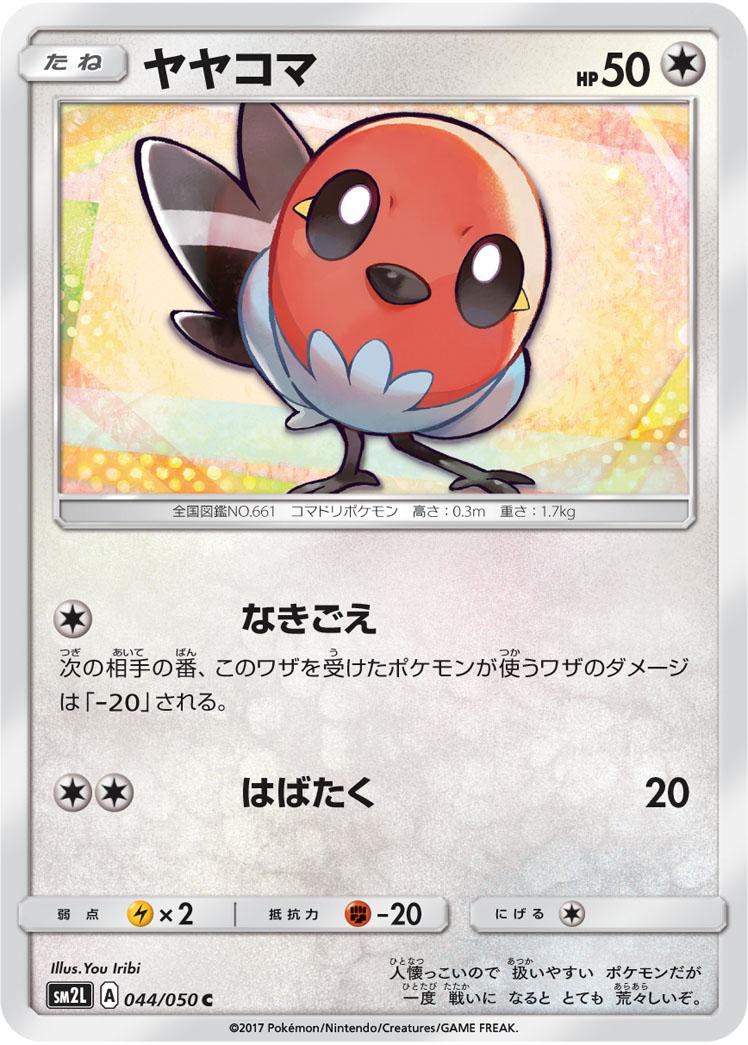 たね ヤヤコマ HP50
全国図鑑NO.661 コマドリポケモン 高さ:0.3m 重さ:1.7kg
なきごえ
次の相手の番、このワザを受けたポケモンが使うワザのダメージ
は「-20」される。
はばたく 20
弱点 ×2 抵抗力 -20 にげる
Illus.You Iribi
人懐っこいので 扱いやすい ポケモンだが
一度 戦いに なると とても 荒々しいぞ。
SM2L A 044/050 C
©2017 Pokémon/Nintendo/Creatures/GAME FREAK.